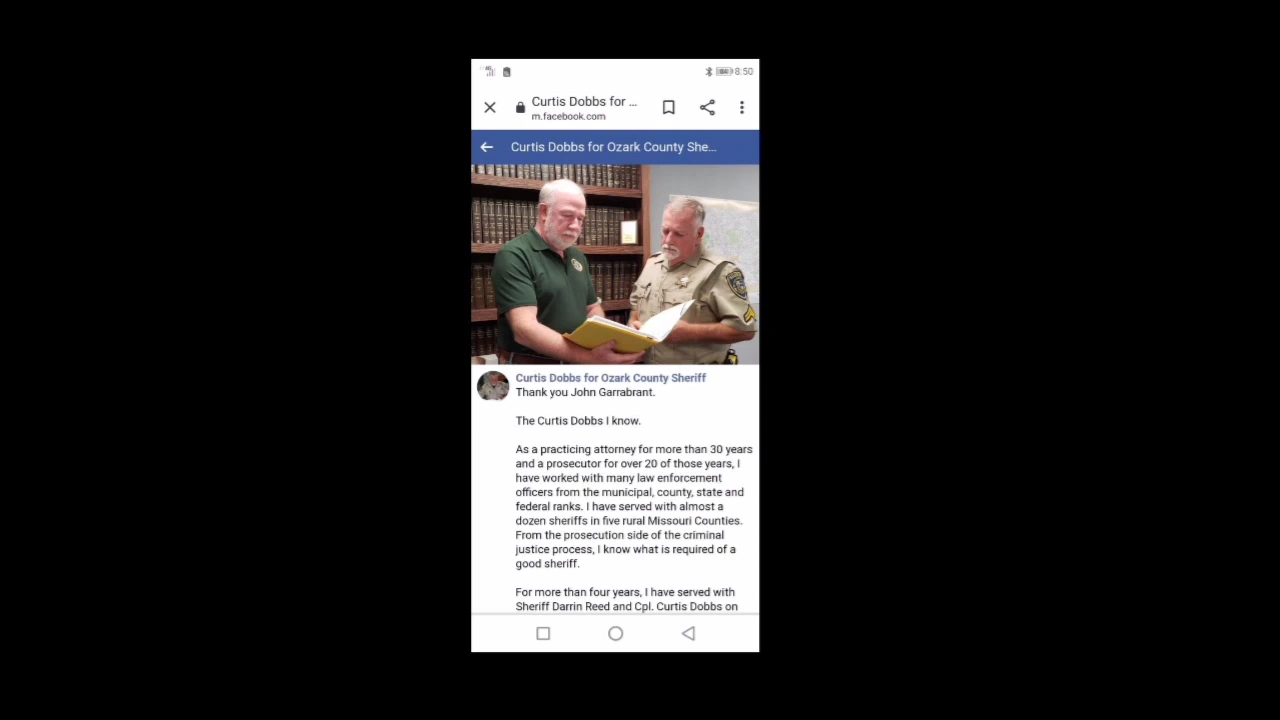 8:50
Curtis Dobbs for ...
m.facebook.com
Curtis Dobbs for Ozark County She...
Curtis Dobbs for Ozark County Sheriff
Thank you John Garrabrant.
The Curtis Dobbs I know.
As a practicing attorney for more than 30 years
and a prosecutor for over 20 of those years, I
have worked with many law enforcement
officers from the municipal, county, state and
federal ranks. I have served with almost a
dozen sheriffs in five rural Missouri Counties.
From the prosecution side of the criminal
justice process, I know what is required of a
good sheriff.
For more than four years, I have served with
Sheriff Darrin Reed and Cpl. Curtis Dobbs on